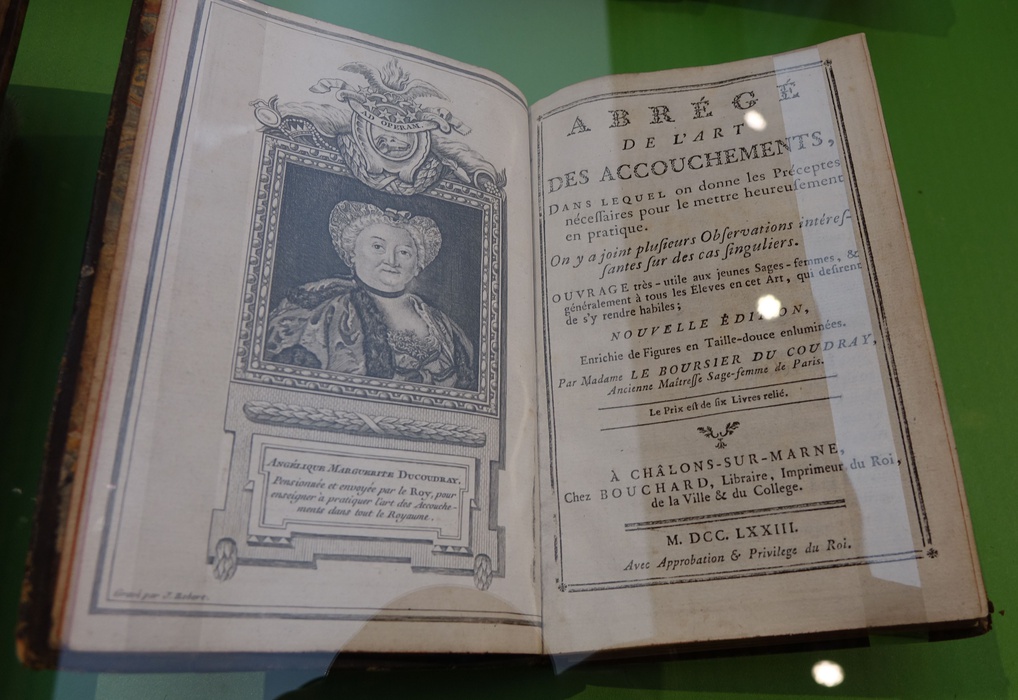 AD OPERAM
ANGÉLIQUE MARGUERITE DUCOUDRAY,
Pensionnée et envoyée par le Roy, pour
enseigner à pratiquer l'art des Accouche-
ments dans tout le Royaume.
Gravé par J. Robert.
ABRÉGÉ
DE L'ART
DES ACCOUCHEMENTS,
DANS LEQUEL on donne les Préceptes
néceſſaires pour le mettre heureuſement
en pratique.
On y a joint pluſieurs Obſervations intéreſ-
ſantes ſur des cas ſinguliers.
OUVRAGE très-utile aux jeunes Sages-femmes, &
généralement à tous les Eleves en cet Art, qui deſirent
de s'y rendre habiles;
NOUVELLE ÉDITION,
Enrichie de Figures en Taille-douce enluminées.
Par Madame LE BOURSIER DU COUDRAY,
Ancienne Maîtreſſe Sage-femme de Paris.
Le Prix eſt de ſix Livres relié.
À CHÂLONS-SUR-MARNE,
Chez BOUCHARD, Libraire, Imprimeur du Roi,
de la Ville & du College.
M. DCC. LXXIII.
Avec Approbation & Privilege du Roi.